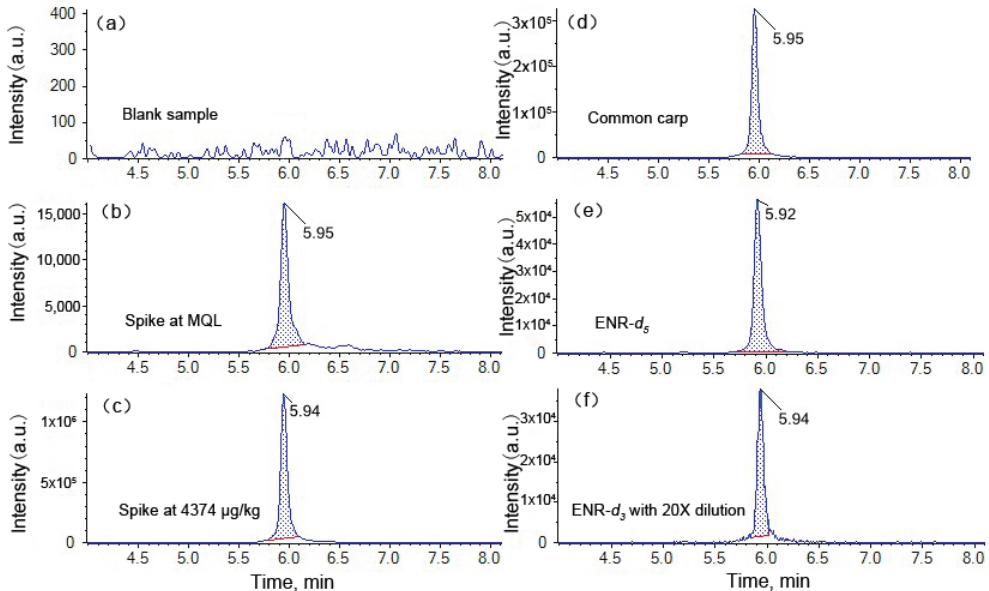 (a)
Intensity(a.u.)
400
300
200
100
0
Blank sample
4.5 5.0 5.5 6.0 6.5 7.0 7.5 8.0
(b)
Intensity(a.u.)
15,000
10,000
5,000
0
5.95
Spike at MQL
4.5 5.0 5.5 6.0 6.5 7.0 7.5 8.0
(c)
Intensity(a.u.)
1x10⁶
5x10⁵
0
5.94
Spike at 4374 μg/kg
4.5 5.0 5.5 6.0 6.5 7.0 7.5 8.0
Time, min
(d)
Intensity(a.u.)
3x10⁵
2x10⁵
1x10⁵
0
5.95
Common carp
4.5 5.0 5.5 6.0 6.5 7.0 7.5 8.0
(e)
Intensity(a.u.)
5x10⁴
4x10⁴
3x10⁴
2x10⁴
1x10⁴
0
5.92
ENR-d₅
4.5 5.0 5.5 6.0 6.5 7.0 7.5 8.0
(f)
Intensity(a.u.)
3x10⁴
2x10⁴
1x10⁴
0
5.94
ENR-d₃ with 20X dilution
4.5 5.0 5.5 6.0 6.5 7.0 7.5 8.0
Time, min